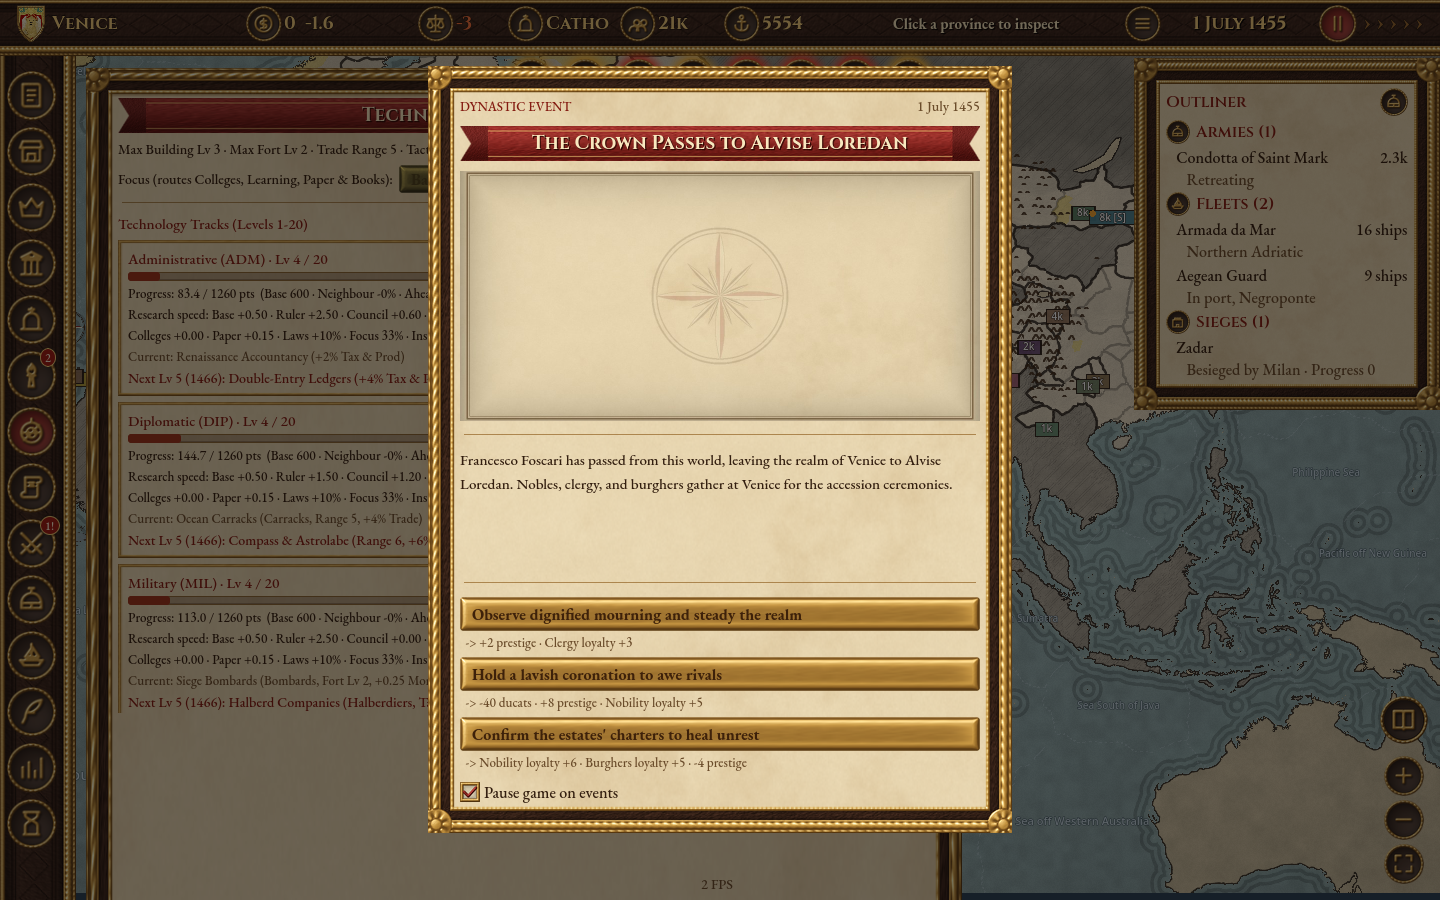 VENICE
0 -1.6
-3
CATHO
21K
5554
Click a province to inspect
1 JULY 1455
TECHN
Max Building Lv 3 · Max Fort Lv 2 · Trade Range 5 · Tact
Focus (routes Colleges, Learning, Paper & Books):
Technology Tracks (Levels 1-20)
Administrative (ADM) · Lv 4 / 20
Progress: 83.4 / 1260 pts (Base 600 · Neighbour -0% · Ahe
Research speed: Base +0.50 · Ruler +2.50 · Council +0.60 ·
Colleges +0.00 · Paper +0.15 · Laws +10% · Focus 33% · Ins
Current: Renaissance Accountancy (+2% Tax & Prod)
Next Lv 5 (1466): Double-Entry Ledgers (+4% Tax & P
Diplomatic (DIP) · Lv 4 / 20
Progress: 144.7 / 1260 pts (Base 600 · Neighbour -0% · Ah
Research speed: Base +0.50 · Ruler +1.50 · Council +1.20 ·
Colleges +0.00 · Paper +0.15 · Laws +10% · Focus 33% · Ins
Current: Ocean Carracks (Carracks, Range 5, +4% Trade)
Next Lv 5 (1466): Compass & Astrolabe (Range 6, +6%
Military (MIL) · Lv 4 / 20
Progress: 113.0 / 1260 pts (Base 600 · Neighbour -0% · Ah
Research speed: Base +0.50 · Ruler +2.50 · Council +0.00 ·
Colleges +0.00 · Paper +0.15 · Laws +10% · Focus 33% · Ins
Current: Siege Bombards (Bombards, Fort Lv 2, +0.25 Mor
Next Lv 5 (1466): Halberd Companies (Halberdiers, T
2
1!
DYNASTIC EVENT
1 July 1455
THE CROWN PASSES TO ALVISE LOREDAN
Francesco Foscari has passed from this world, leaving the realm of Venice to Alvise
Loredan. Nobles, clergy, and burghers gather at Venice for the accession ceremonies.
Observe dignified mourning and steady the realm
-> +2 prestige · Clergy loyalty +3
Hold a lavish coronation to awe rivals
-> -40 ducats · +8 prestige · Nobility loyalty +5
Confirm the estates' charters to heal unrest
-> Nobility loyalty +6 · Burghers loyalty +5 · -4 prestige
Pause game on events
2 FPS
OUTLINER
ARMIES (1)
Condotta of Saint Mark 2.3k
Retreating
FLEETS (2)
Armada da Mar 16 ships
Northern Adriatic
Aegean Guard 9 ships
In port, Negroponte
SIEGES (1)
Zadar
Besieged by Milan · Progress 0
8k
8k [S]
4k
2k
1k
1k
Philippine Sea
Pacific off New Guinea
Sumatra
Sea south of Java
Sea off Western Australia